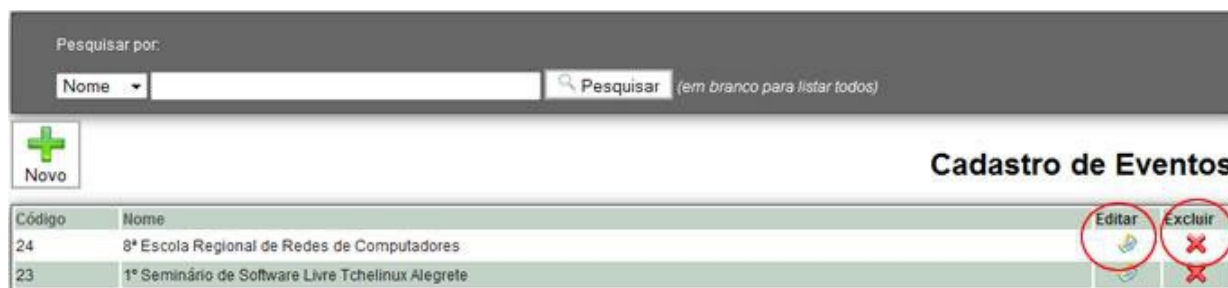 Pesquisar por:
Nome Pesquisar (em branco para listar todos)
Novo
Cadastro de Eventos
Código Nome Editar Excluir
24 8ª Escola Regional de Redes de Computadores
23 1º Seminário de Software Livre Tchelinux Alegrete